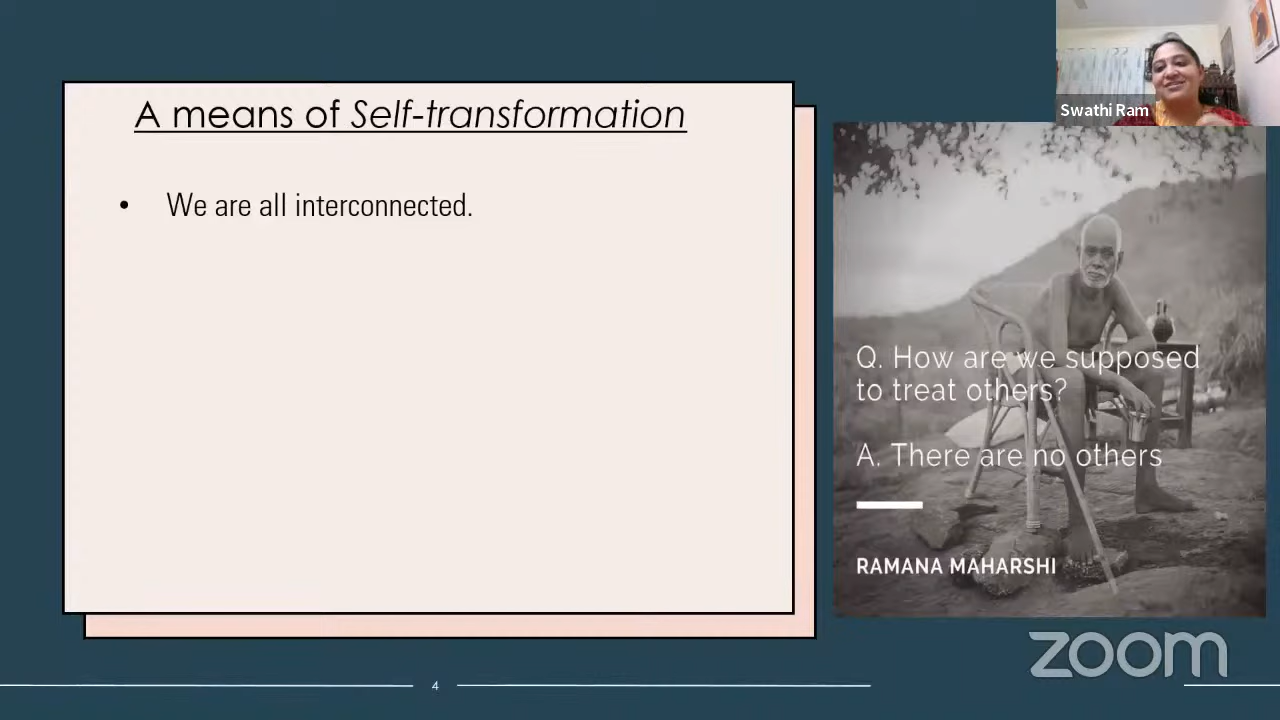 A means of Self-transformation
• We are all interconnected.
Swathi Ram
Q. How are we supposed
to treat others?
A. There are no others
RAMANA MAHARSHI
zoom
4